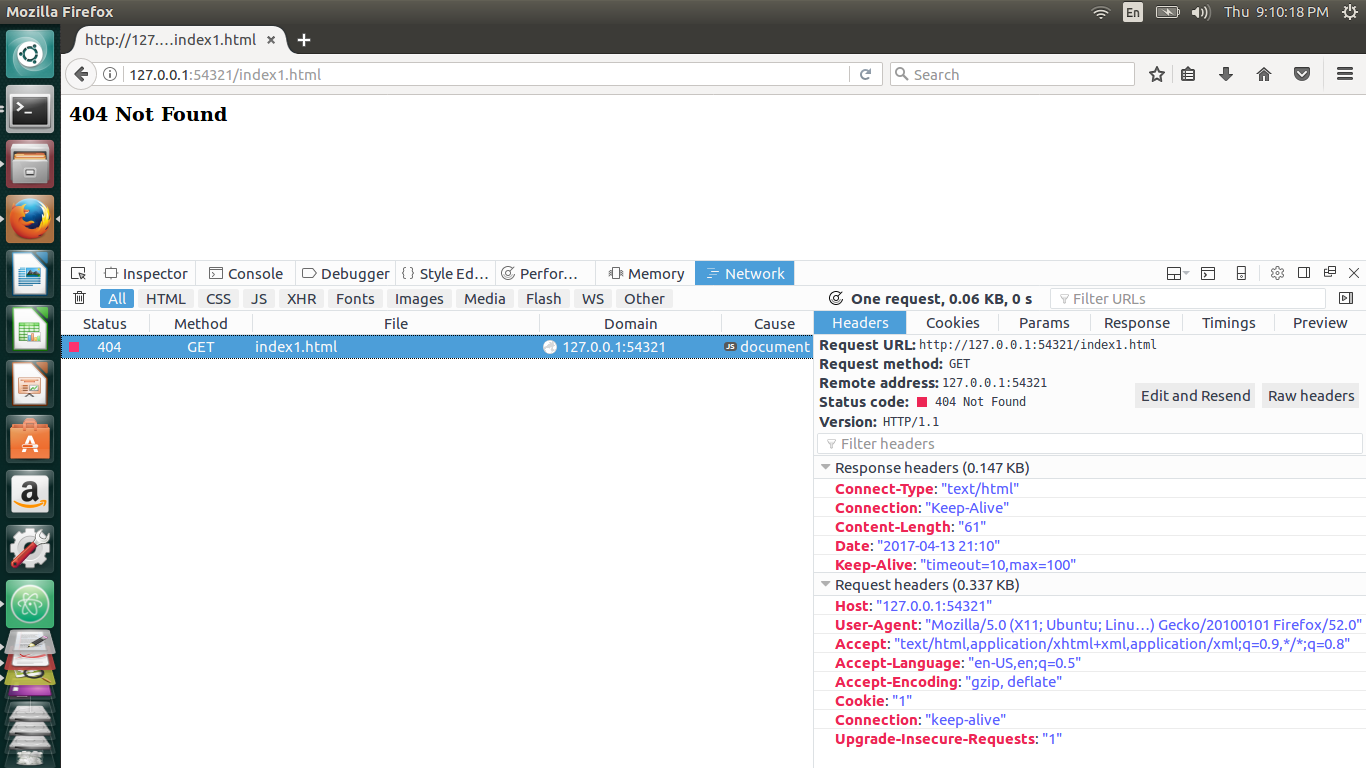 Mozilla Firefox
En
Thu 9:10:18 PM
http://127.…index1.html
127.0.0.1:54321/index1.html
Search
404 Not Found
Inspector
Console
Debugger
Style Ed…
Perfor…
Memory
Network
All
HTML
CSS
JS
XHR
Fonts
Images
Media
Flash
WS
Other
One request, 0.06 KB, 0 s
Filter URLs
Status
Method
File
Domain
Cause
404
GET
index1.html
127.0.0.1:54321
JS
document
Headers
Cookies
Params
Response
Timings
Preview
Request URL: http://127.0.0.1:54321/index1.html
Request method: GET
Remote address: 127.0.0.1:54321
Status code: 404 Not Found
Edit and Resend
Raw headers
Version: HTTP/1.1
Filter headers
Response headers (0.147 KB)
Connect-Type: "text/html"
Connection: "Keep-Alive"
Content-Length: "61"
Date: "2017-04-13 21:10"
Keep-Alive: "timeout=10,max=100"
Request headers (0.337 KB)
Host: "127.0.0.1:54321"
User-Agent: "Mozilla/5.0 (X11; Ubuntu; Linu…) Gecko/20100101 Firefox/52.0"
Accept: "text/html,application/xhtml+xml,application/xml;q=0.9,*/*;q=0.8"
Accept-Language: "en-US,en;q=0.5"
Accept-Encoding: "gzip, deflate"
Cookie: "1"
Connection: "keep-alive"
Upgrade-Insecure-Requests: "1"